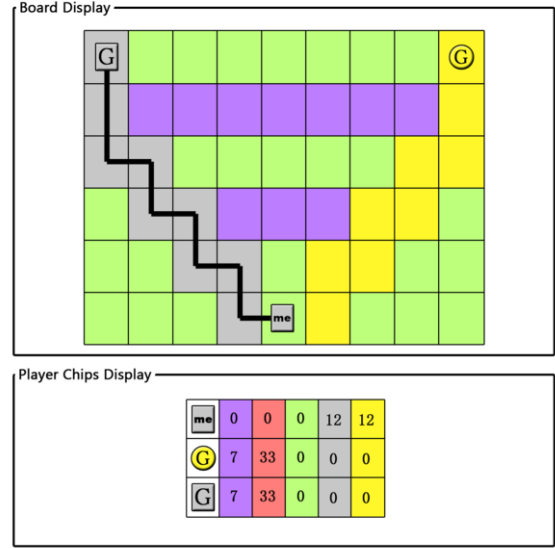 Board Display
G G
me
Player Chips Display
me 0 0 0 12 12
G 7 33 0 0 0
G 7 33 0 0 0